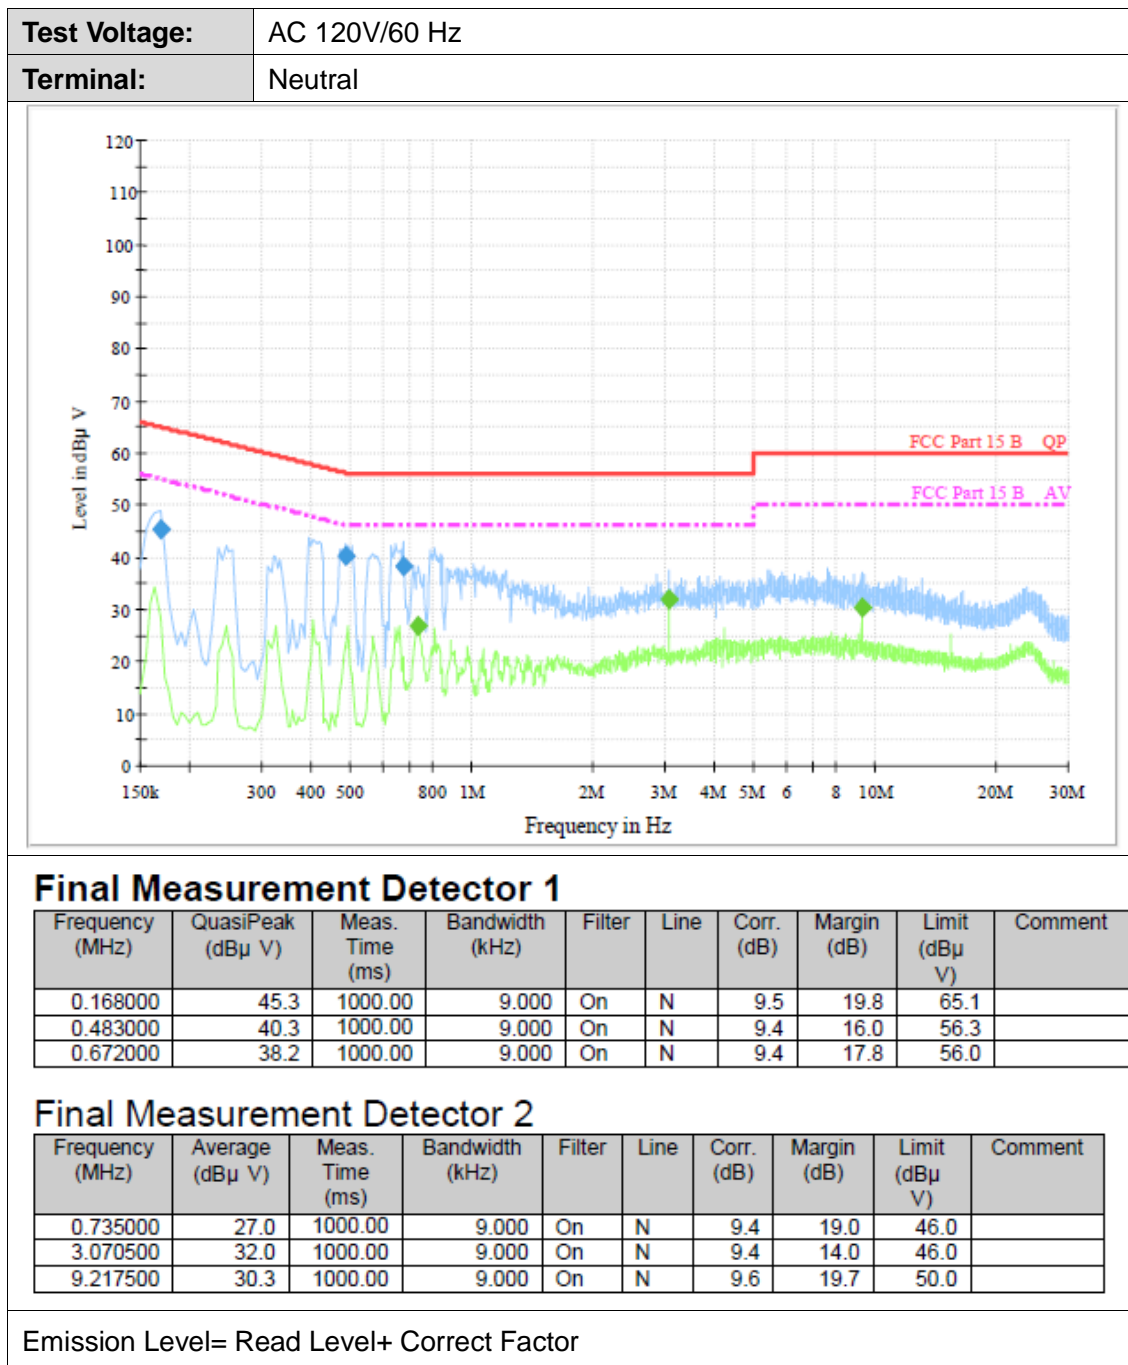 Test Voltage: AC 120V/60 Hz
Terminal: Neutral
120
110
100
90
80
70
60
50
40
30
20
10
0
Level in dBµ V
FCC Part 15 B QP
FCC Part 15 B AV
150k 300 400 500 800 1M 2M 3M 4M 5M 6 8 10M 20M 30M
Frequency in Hz
Final Measurement Detector 1
Frequency (MHz) QuasiPeak (dBµ V) Meas. Time (ms) Bandwidth (kHz) Filter Line Corr. (dB) Margin (dB) Limit (dBµ V) Comment
0.168000 45.3 1000.00 9.000 On N 9.5 19.8 65.1
0.483000 40.3 1000.00 9.000 On N 9.4 16.0 56.3
0.672000 38.2 1000.00 9.000 On N 9.4 17.8 56.0
Final Measurement Detector 2
Frequency (MHz) Average (dBµ V) Meas. Time (ms) Bandwidth (kHz) Filter Line Corr. (dB) Margin (dB) Limit (dBµ V) Comment
0.735000 27.0 1000.00 9.000 On N 9.4 19.0 46.0
3.070500 32.0 1000.00 9.000 On N 9.4 14.0 46.0
9.217500 30.3 1000.00 9.000 On N 9.6 19.7 50.0
Emission Level= Read Level+ Correct Factor